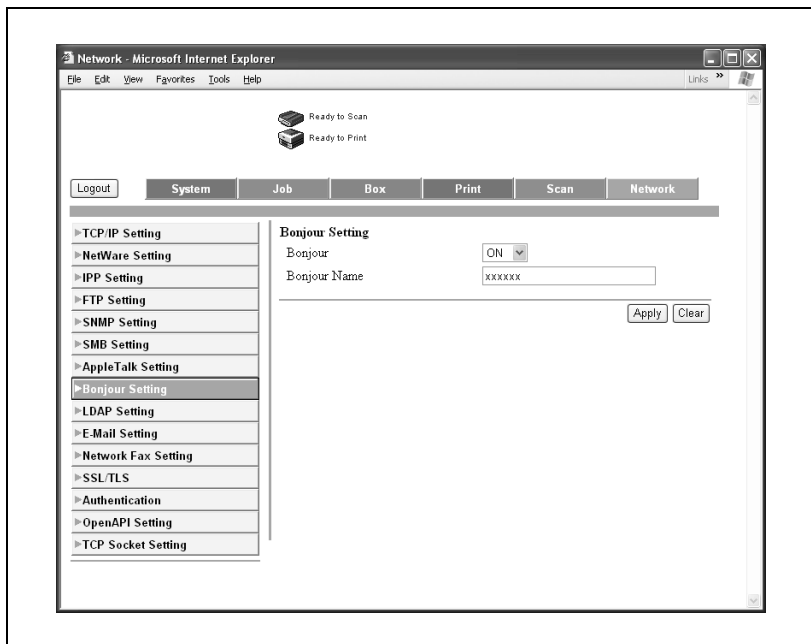 Network - Microsoft Internet Explorer
File Edit View Favorites Tools Help Links »
Ready to Scan
Ready to Print
Logout System Job Box Print Scan Network
TCP/IP Setting
NetWare Setting
IPP Setting
FTP Setting
SNMP Setting
SMB Setting
AppleTalk Setting
Bonjour Setting
LDAP Setting
E-Mail Setting
Network Fax Setting
SSL/TLS
Authentication
OpenAPI Setting
TCP Socket Setting
Bonjour Setting
Bonjour ON
Bonjour Name xxxxxx
Apply Clear